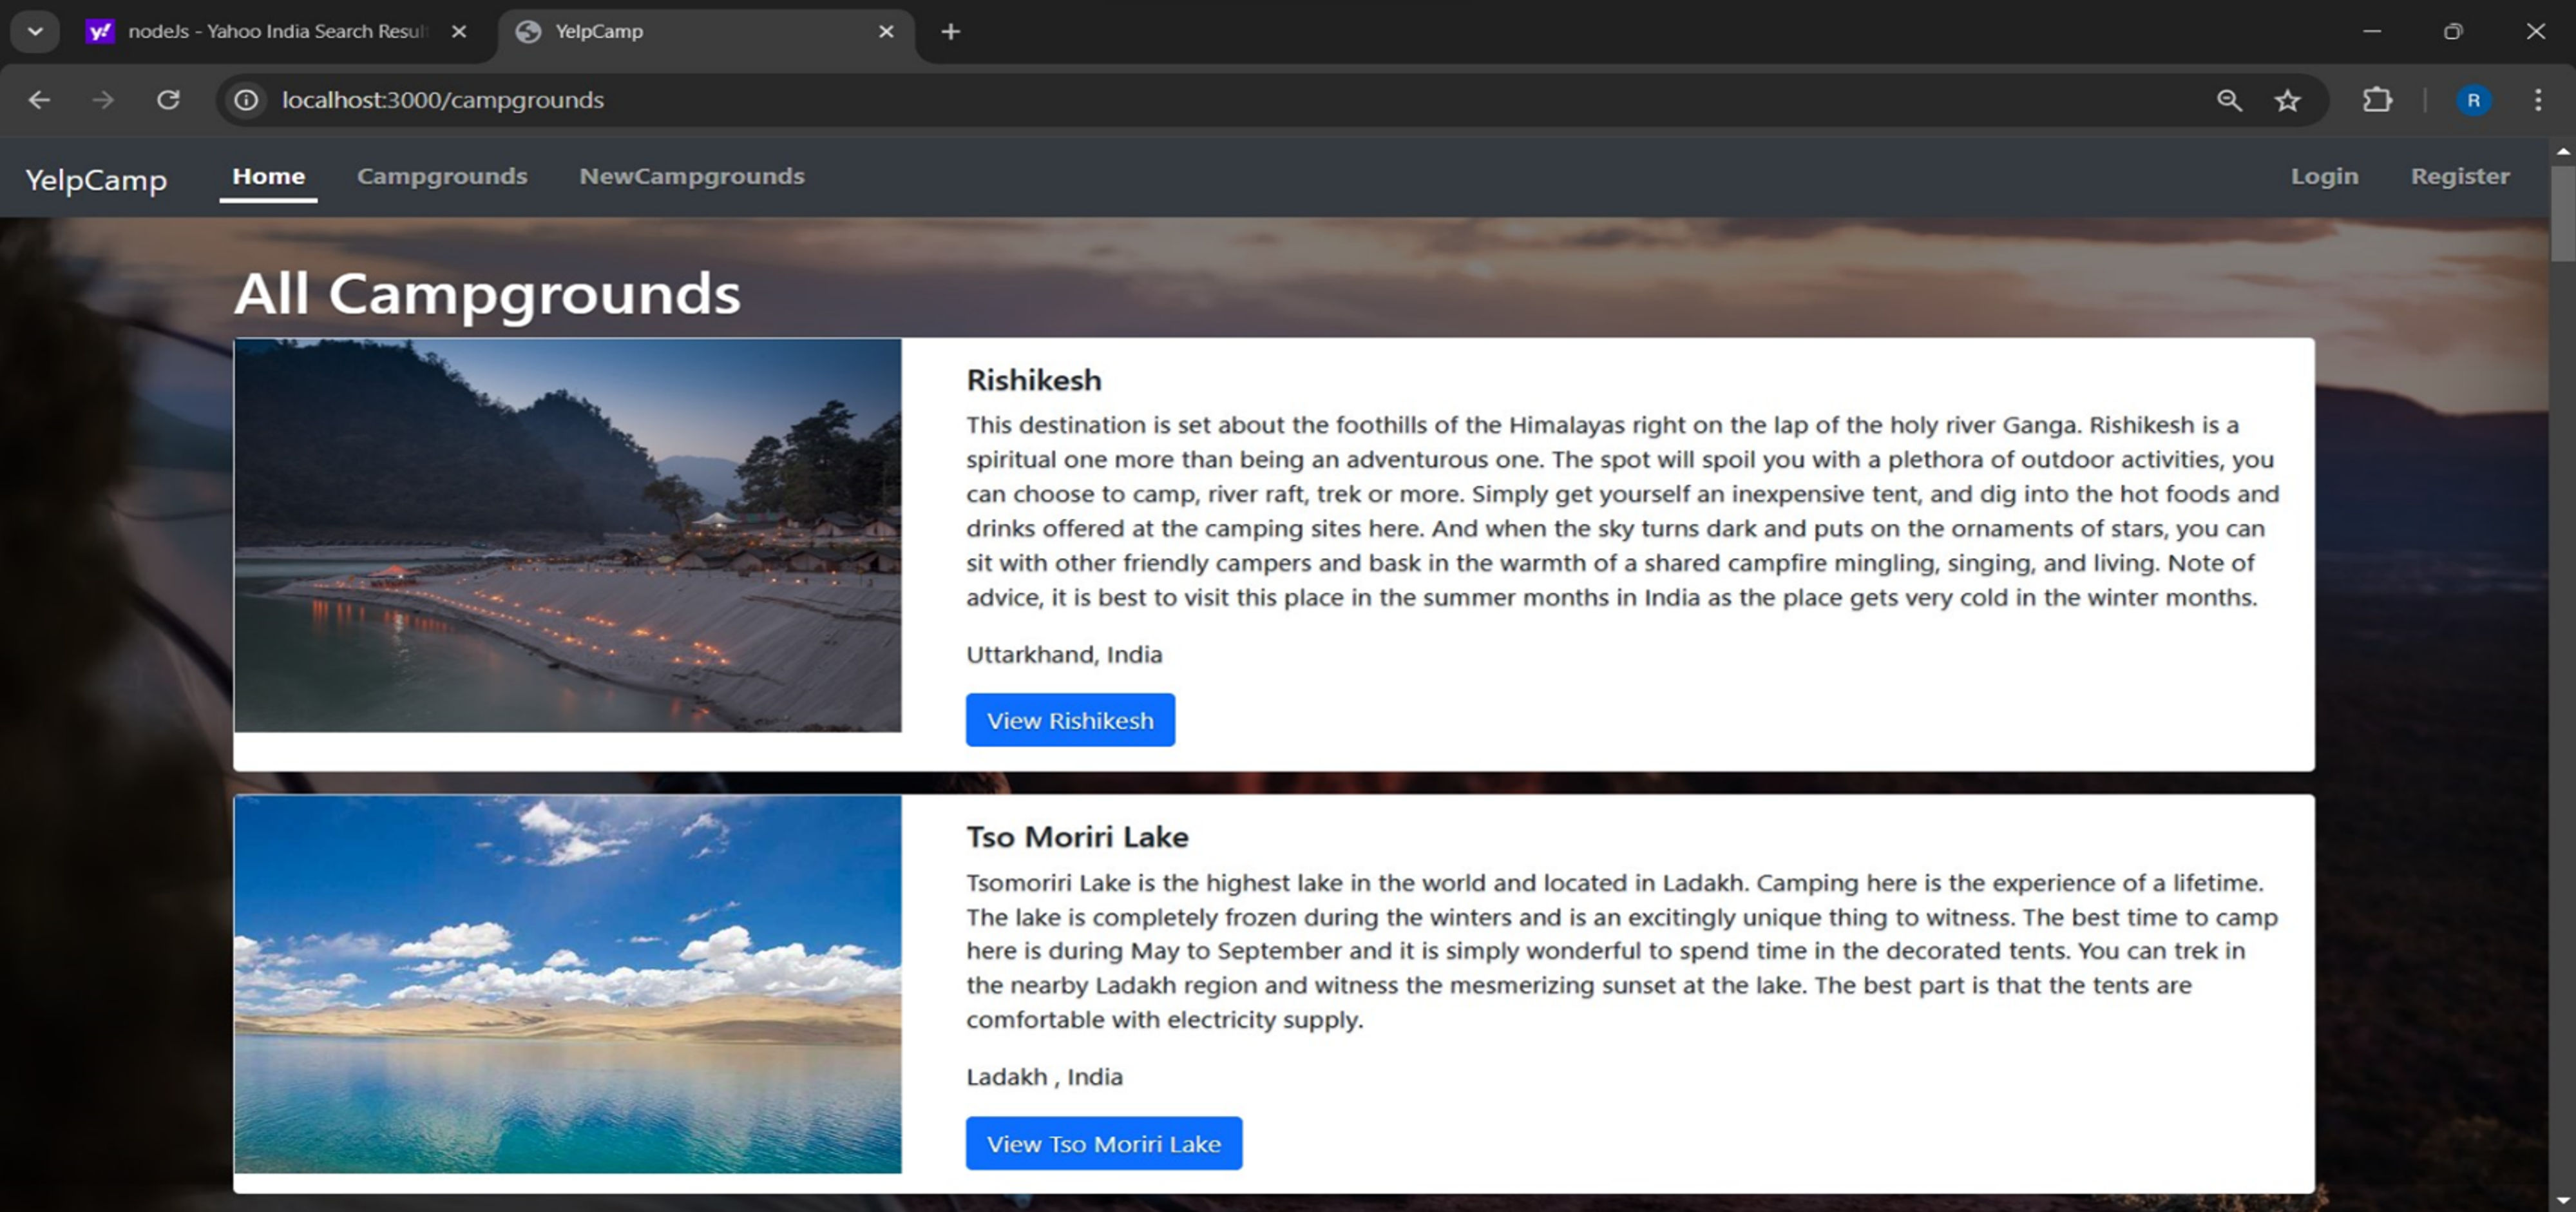 nodeJs - Yahoo India Search Resul
YelpCamp
localhost:3000/campgrounds
R
YelpCamp Home Campgrounds NewCampgrounds Login Register
All Campgrounds
Rishikesh
This destination is set about the foothills of the Himalayas right on the lap of the holy river Ganga. Rishikesh is a
spiritual one more than being an adventurous one. The spot will spoil you with a plethora of outdoor activities, you
can choose to camp, river raft, trek or more. Simply get yourself an inexpensive tent, and dig into the hot foods and
drinks offered at the camping sites here. And when the sky turns dark and puts on the ornaments of stars, you can
sit with other friendly campers and bask in the warmth of a shared campfire mingling, singing, and living. Note of
advice, it is best to visit this place in the summer months in India as the place gets very cold in the winter months.
Uttarkhand, India
View Rishikesh
Tso Moriri Lake
Tsomoriri Lake is the highest lake in the world and located in Ladakh. Camping here is the experience of a lifetime.
The lake is completely frozen during the winters and is an excitingly unique thing to witness. The best time to camp
here is during May to September and it is simply wonderful to spend time in the decorated tents. You can trek in
the nearby Ladakh region and witness the mesmerizing sunset at the lake. The best part is that the tents are
comfortable with electricity supply.
Ladakh , India
View Tso Moriri Lake